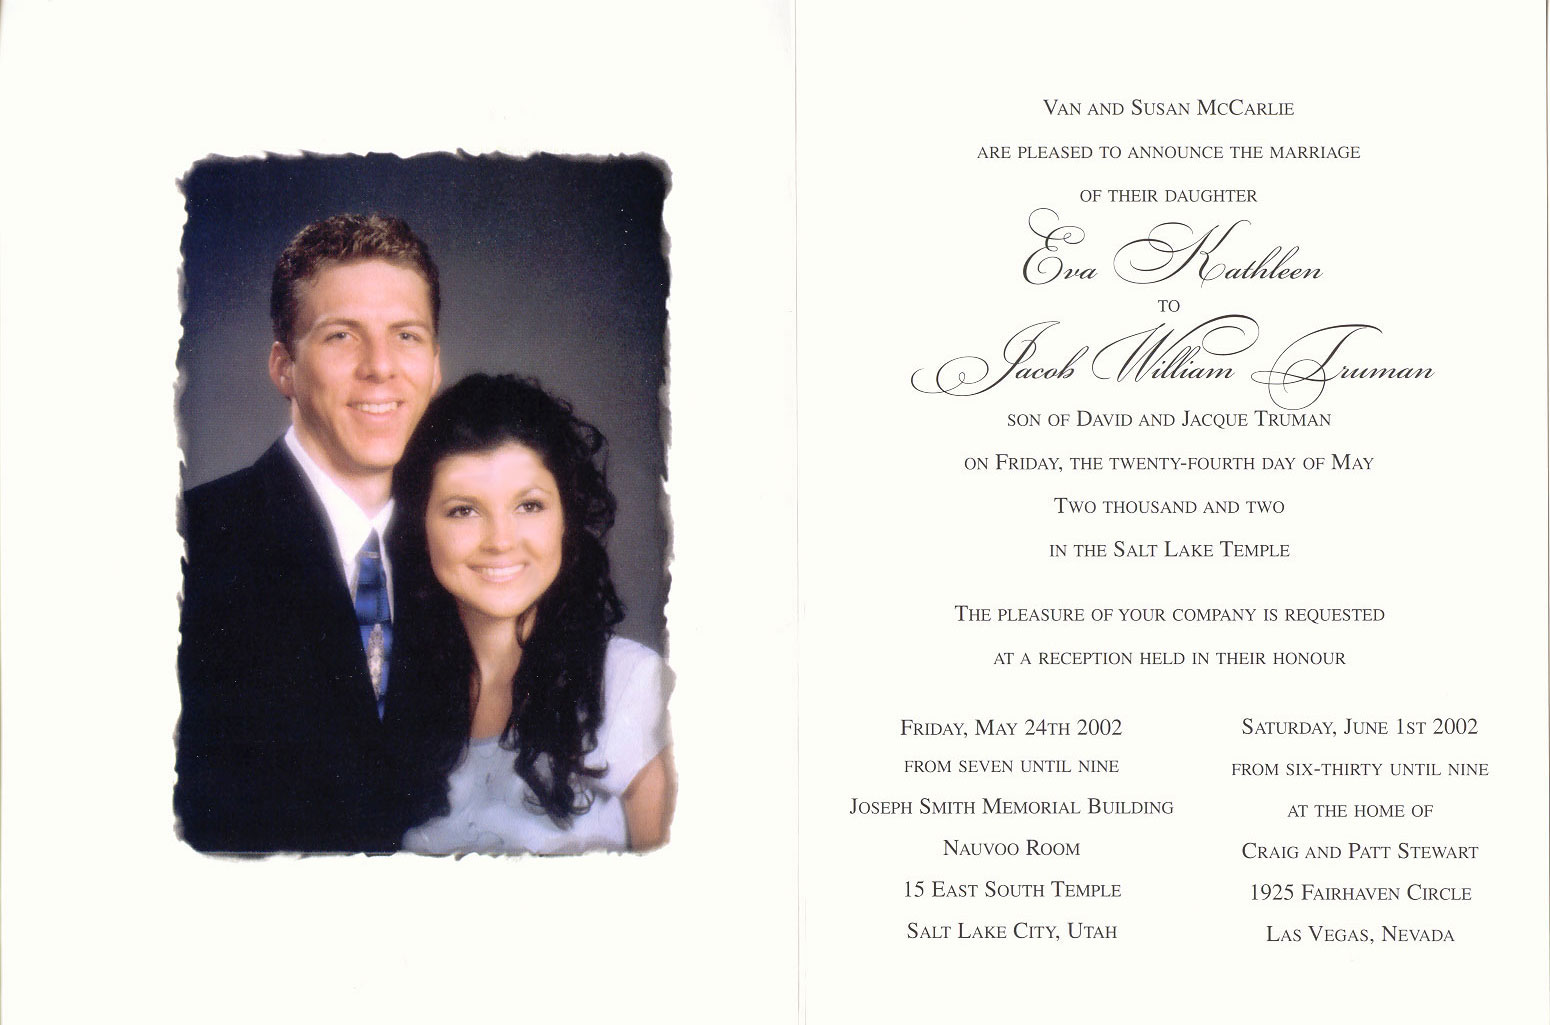 Van and Susan McCarlie
are pleased to announce the marriage
of their daughter
Eva Kathleen
to
Jacob William Truman
son of David and Jacque Truman
on Friday, the twenty-fourth day of May
Two thousand and two
in the Salt Lake Temple
The pleasure of your company is requested
at a reception held in their honour
Friday, May 24th 2002
from seven until nine
Joseph Smith Memorial Building
Nauvoo Room
15 East South Temple
Salt Lake City, Utah
Saturday, June 1st 2002
from six-thirty until nine
at the home of
Craig and Patt Stewart
1925 Fairhaven Circle
Las Vegas, Nevada